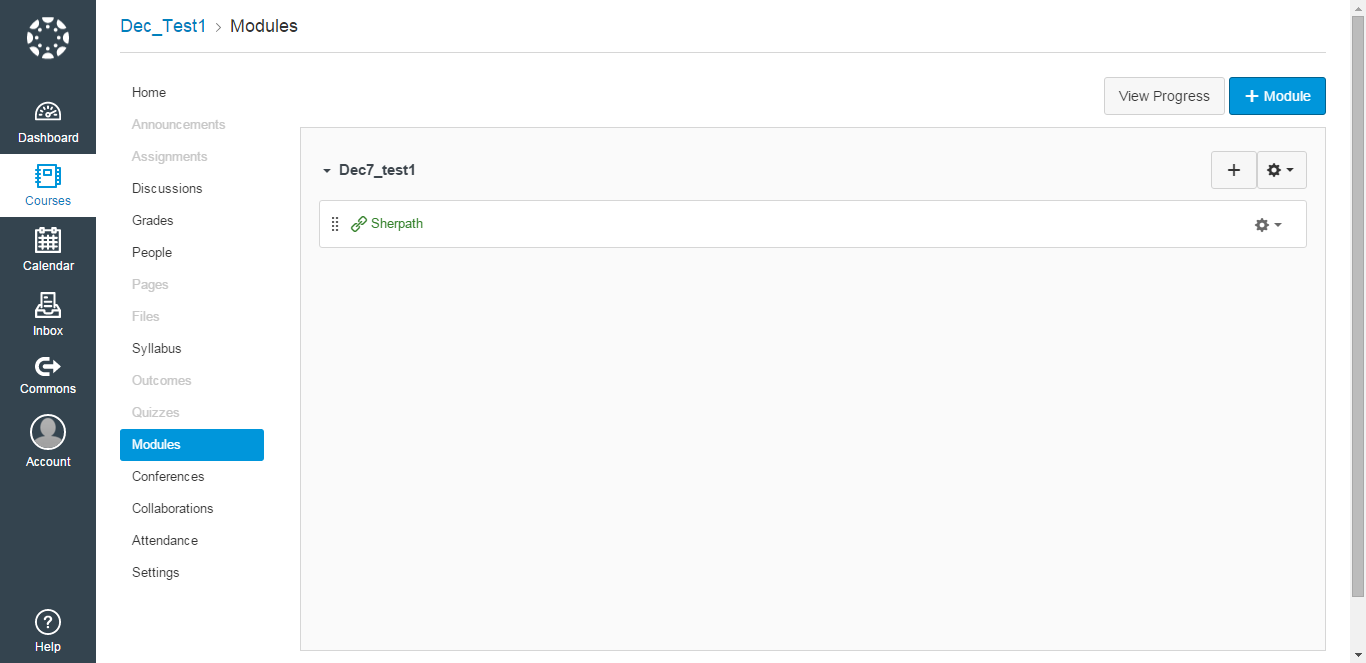 Dec_Test1 > Modules
Dashboard
Courses
Calendar
Inbox
Commons
Account
? Help
Home
Announcements
Assignments
Discussions
Grades
People
Pages
Files
Syllabus
Outcomes
Quizzes
Modules
Conferences
Collaborations
Attendance
Settings
View Progress
+ Module
Dec7_test1
+
Sherpath